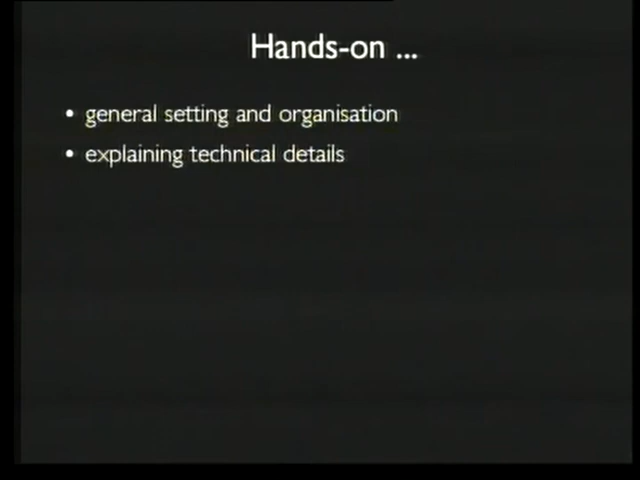 Hands-on ...
• general setting and organisation
• explaining technical details